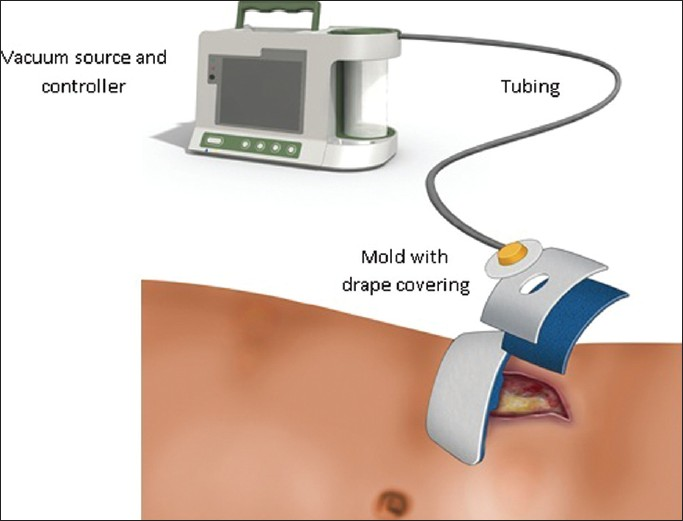 Vacuum source and
controller
Tubing
Mold with
drape covering